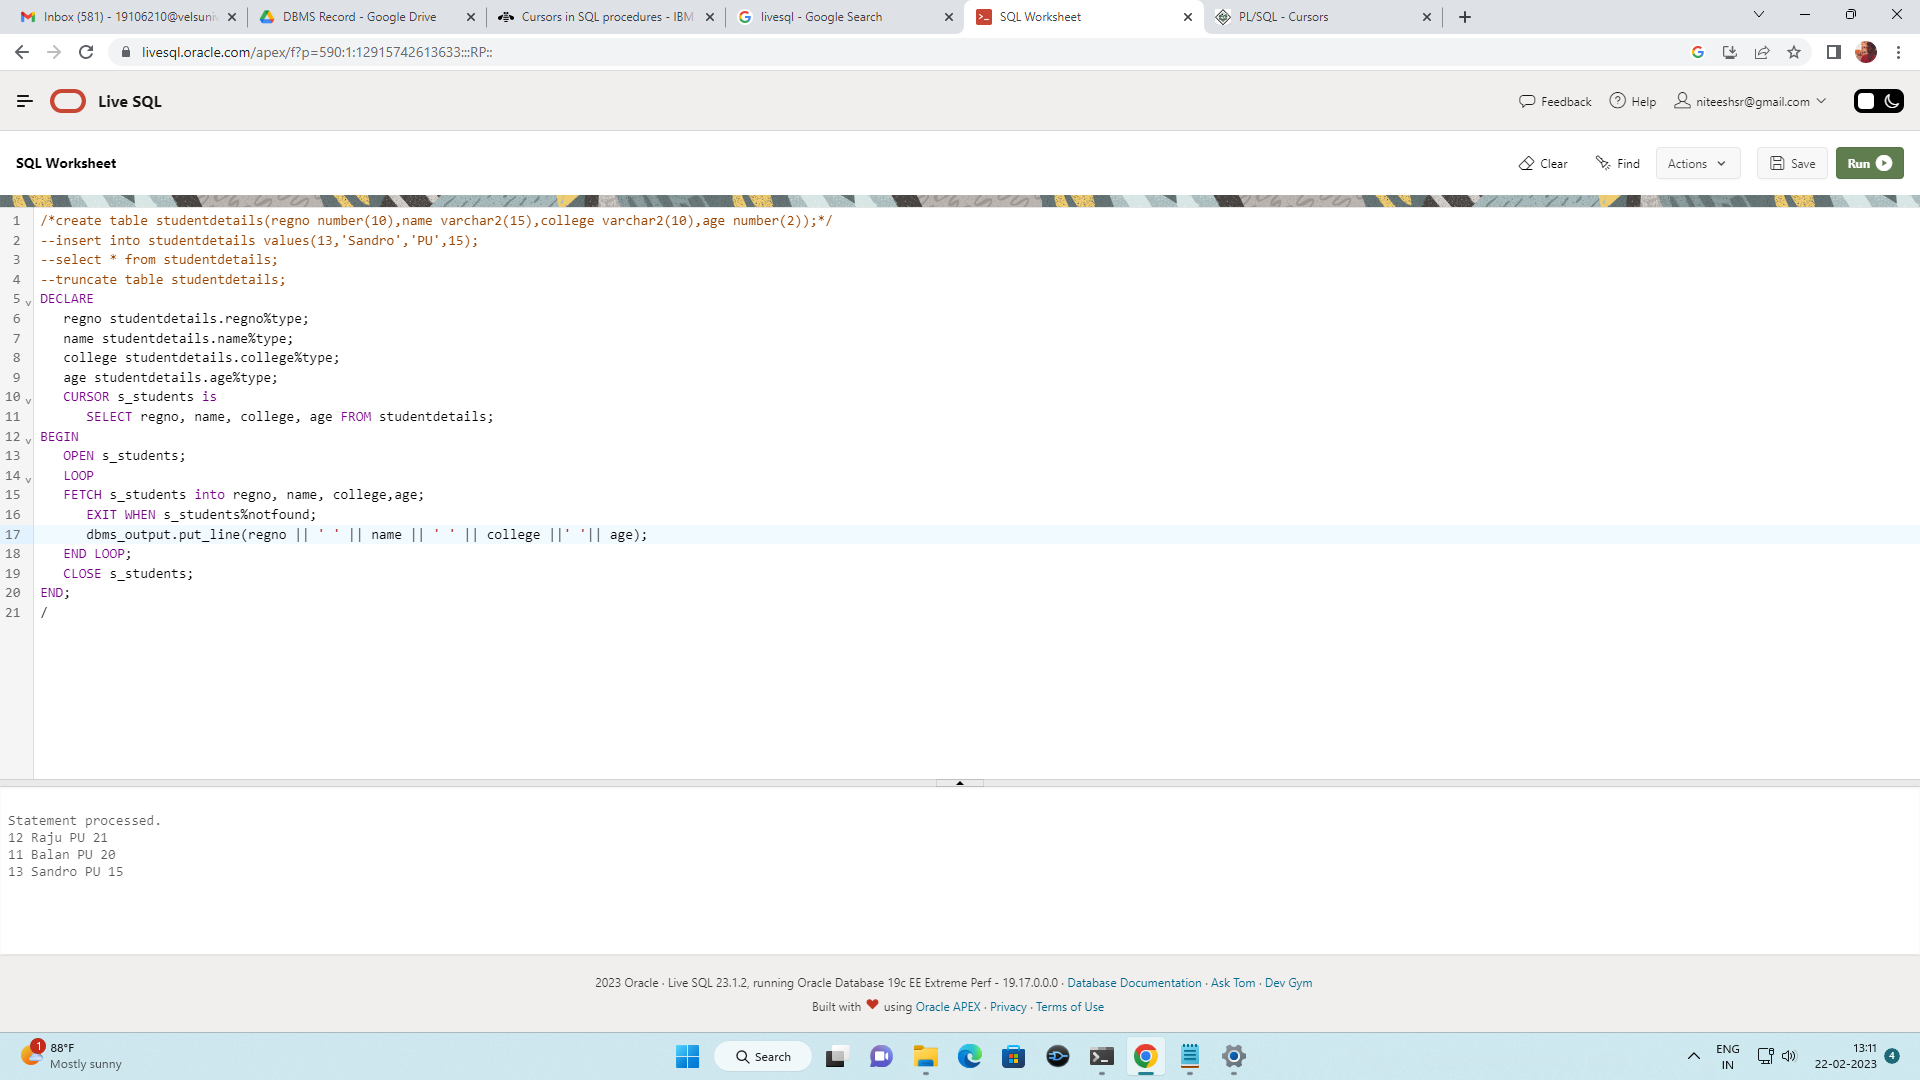 Inbox (581) - 19106210@velsuni
DBMS Record - Google Drive
Cursors in SQL procedures - IBM
livesql - Google Search
SQL Worksheet
PL/SQL - Cursors
livesql.oracle.com/apex/f?p=590:1:12915742613633:::RP::
Live SQL
Feedback
Help
niteeshsr@gmail.com
SQL Worksheet
Clear
Find
Actions
Save
Run
1 /*create table studentdetails(regno number(10),name varchar2(15),college varchar2(10),age number(2));*/
2 --insert into studentdetails values(13,'Sandro','PU',15);
3 --select * from studentdetails;
4 --truncate table studentdetails;
5 DECLARE
6 regno studentdetails.regno%type;
7 name studentdetails.name%type;
8 college studentdetails.college%type;
9 age studentdetails.age%type;
10 CURSOR s_students is
11 SELECT regno, name, college, age FROM studentdetails;
12 BEGIN
13 OPEN s_students;
14 LOOP
15 FETCH s_students into regno, name, college,age;
16 EXIT WHEN s_students%notfound;
17 dbms_output.put_line(regno || ' ' || name || ' ' || college ||' '|| age);
18 END LOOP;
19 CLOSE s_students;
20 END;
21 /
Statement processed.
12 Raju PU 21
11 Balan PU 20
13 Sandro PU 15
2023 Oracle · Live SQL 23.1.2, running Oracle Database 19c EE Extreme Perf - 19.17.0.0.0 · Database Documentation · Ask Tom · Dev Gym
Built with ❤ using Oracle APEX · Privacy · Terms of Use
1
88°F
Mostly sunny
Search
ENG
IN
13:11
22-02-2023
4